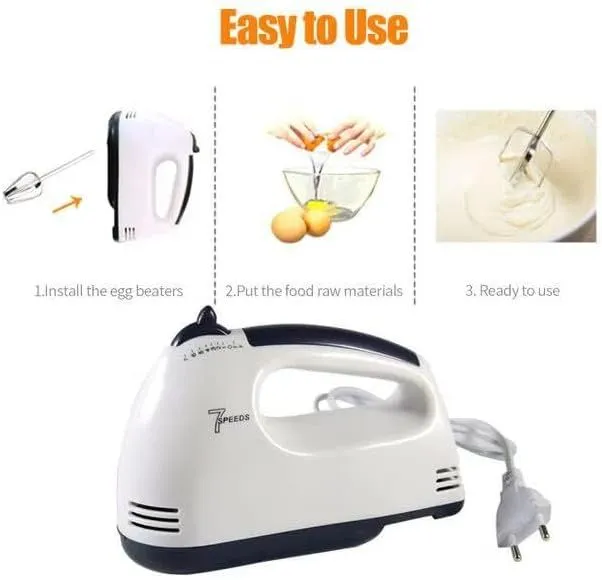 Easy to Use
1.Install the egg beaters
2.Put the food raw materials
3. Ready to use
7
SPEEDS